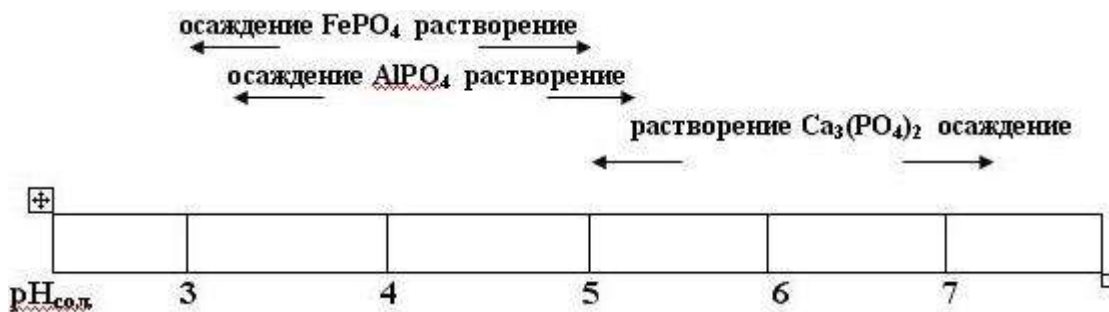 осаждение FePO₄ растворение
осаждение AlPO₄ растворение
растворение Ca₃(PO₄)₂ осаждение
pHсол. 3 4 5 6 7